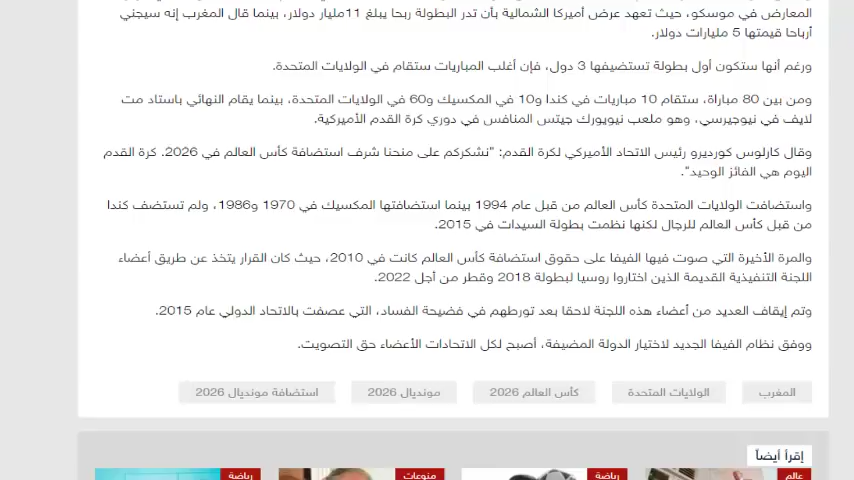 المعارض في موسكو، حيث تعهد عرض أميركا الشمالية بأن تدر البطولة ربحا يبلغ 11مليار دولار، بينما قال المغرب إنه سيجني
أرباحا قيمتها 5 مليارات دولار.
ورغم أنها ستكون أول بطولة تستضيفها 3 دول، فإن أغلب المباريات ستقام في الولايات المتحدة.
ومن بين 80 مباراة، ستقام 10 مباريات في كندا و10 في المكسيك و60 في الولايات المتحدة، بينما يقام النهائي باستاد مت
لايف في نيوجيرسي، وهو ملعب نيويورك جيتس المنافس في دوري كرة القدم الأميركية.
وقال كارلوس كورديرو رئيس الاتحاد الأميركي لكرة القدم: "نشكركم على منحنا شرف استضافة كأس العالم في 2026. كرة القدم
اليوم هي الفائز الوحيد".
واستضافت الولايات المتحدة كأس العالم من قبل عام 1994 بينما استضافتها المكسيك في 1970 و1986، ولم تستضف كندا
من قبل كأس العالم للرجال لكنها نظمت بطولة السيدات في 2015.
والمرة الأخيرة التي صوت فيها الفيفا على حقوق استضافة كأس العالم كانت في 2010، حيث كان القرار يتخذ عن طريق أعضاء
اللجنة التنفيذية القديمة الذين اختاروا روسيا لبطولة 2018 وقطر من أجل 2022.
وتم إيقاف العديد من أعضاء هذه اللجنة لاحقا بعد تورطهم في فضيحة الفساد، التي عصفت بالاتحاد الدولي عام 2015.
ووفق نظام الفيفا الجديد لاختيار الدولة المضيفة، أصبح لكل الاتحادات الأعضاء حق التصويت.
المغرب الولايات المتحدة كأس العالم 2026 مونديال 2026 استضافة مونديال 2026
إقرأ أيضاً
عالم رياضة منوعات رياضة